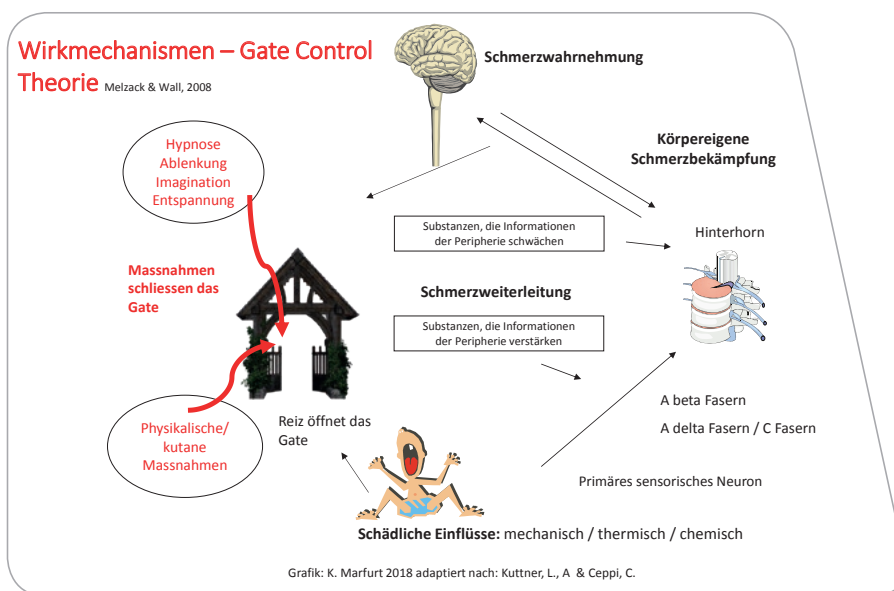 Wirkmechanismen – Gate Control
Theorie Melzack & Wall, 2008
Schmerzwahrnehmung
Hypnose
Ablenkung
Imagination
Entspannung
Körpereigene
Schmerzbekämpfung
Substanzen, die Informationen
der Peripherie schwächen
Hinterhorn
Massnahmen
schliessen das
Gate
Schmerzweiterleitung
Substanzen, die Informationen
der Peripherie verstärken
A beta Fasern
A delta Fasern / C Fasern
Reiz öffnet das
Gate
Physikalische/
kutane
Massnahmen
Primäres sensorisches Neuron
Schädliche Einflüsse: mechanisch / thermisch / chemisch
Grafik: K. Marfurt 2018 adaptiert nach: Kuttner, L., A & Ceppi, C.